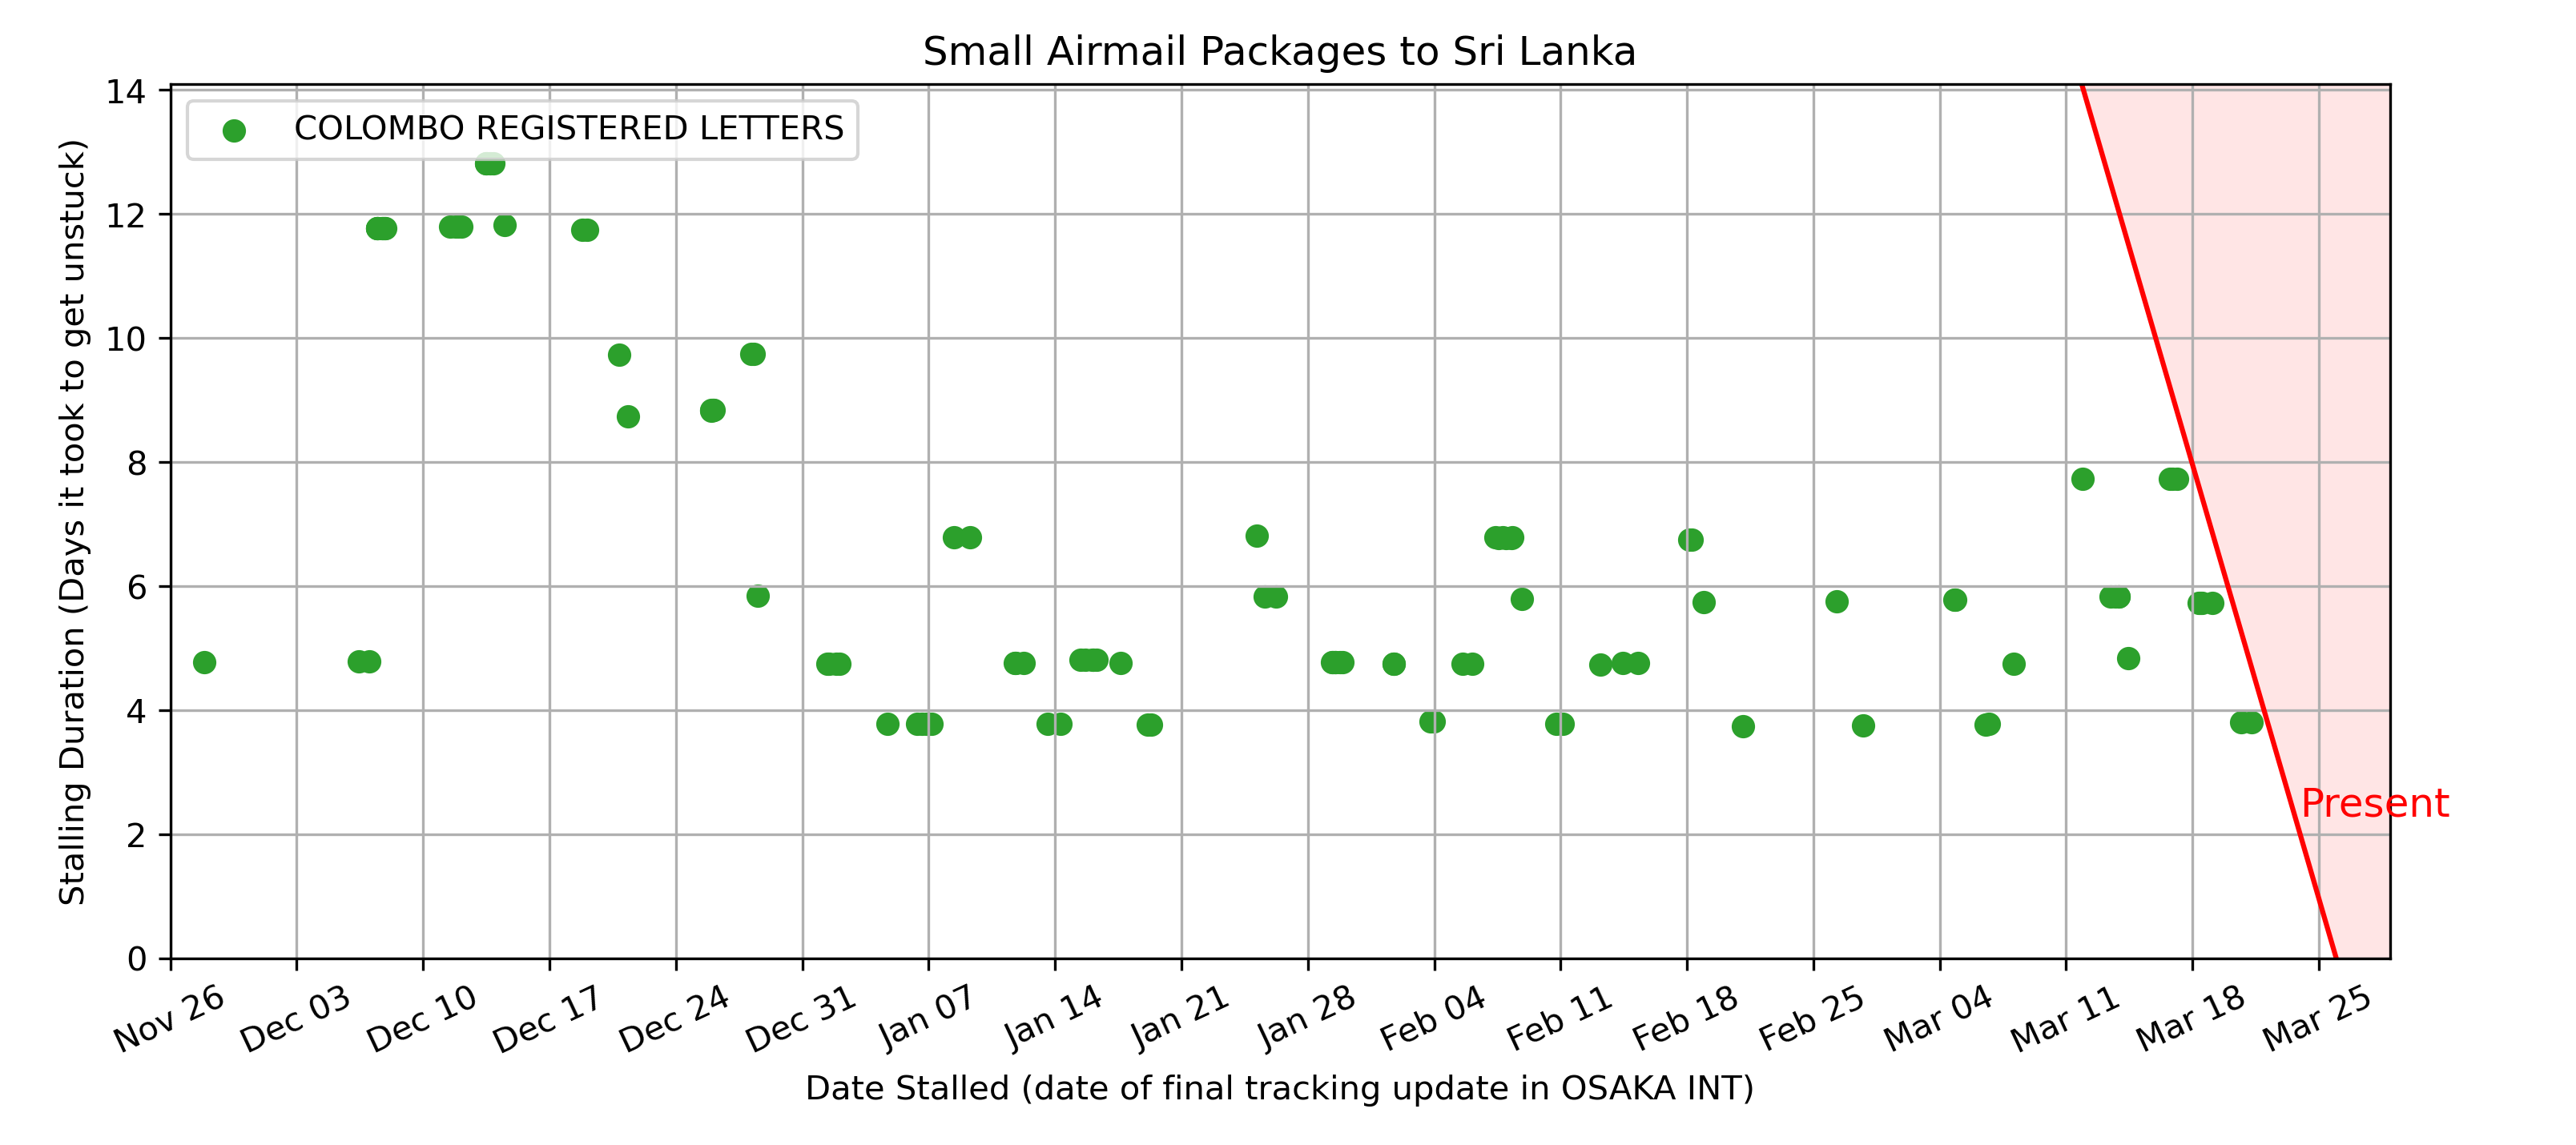 Small Airmail Packages to Sri Lanka
COLOMBO REGISTERED LETTERS
Stalling Duration (Days it took to get unstuck)
14
12
10
8
6
4
2
0
Present
Nov 26
Dec 03
Dec 10
Dec 17
Dec 24
Dec 31
Jan 07
Jan 14
Jan 21
Jan 28
Feb 04
Feb 11
Feb 18
Feb 25
Mar 04
Mar 11
Mar 18
Mar 25
Date Stalled (date of final tracking update in OSAKA INT)